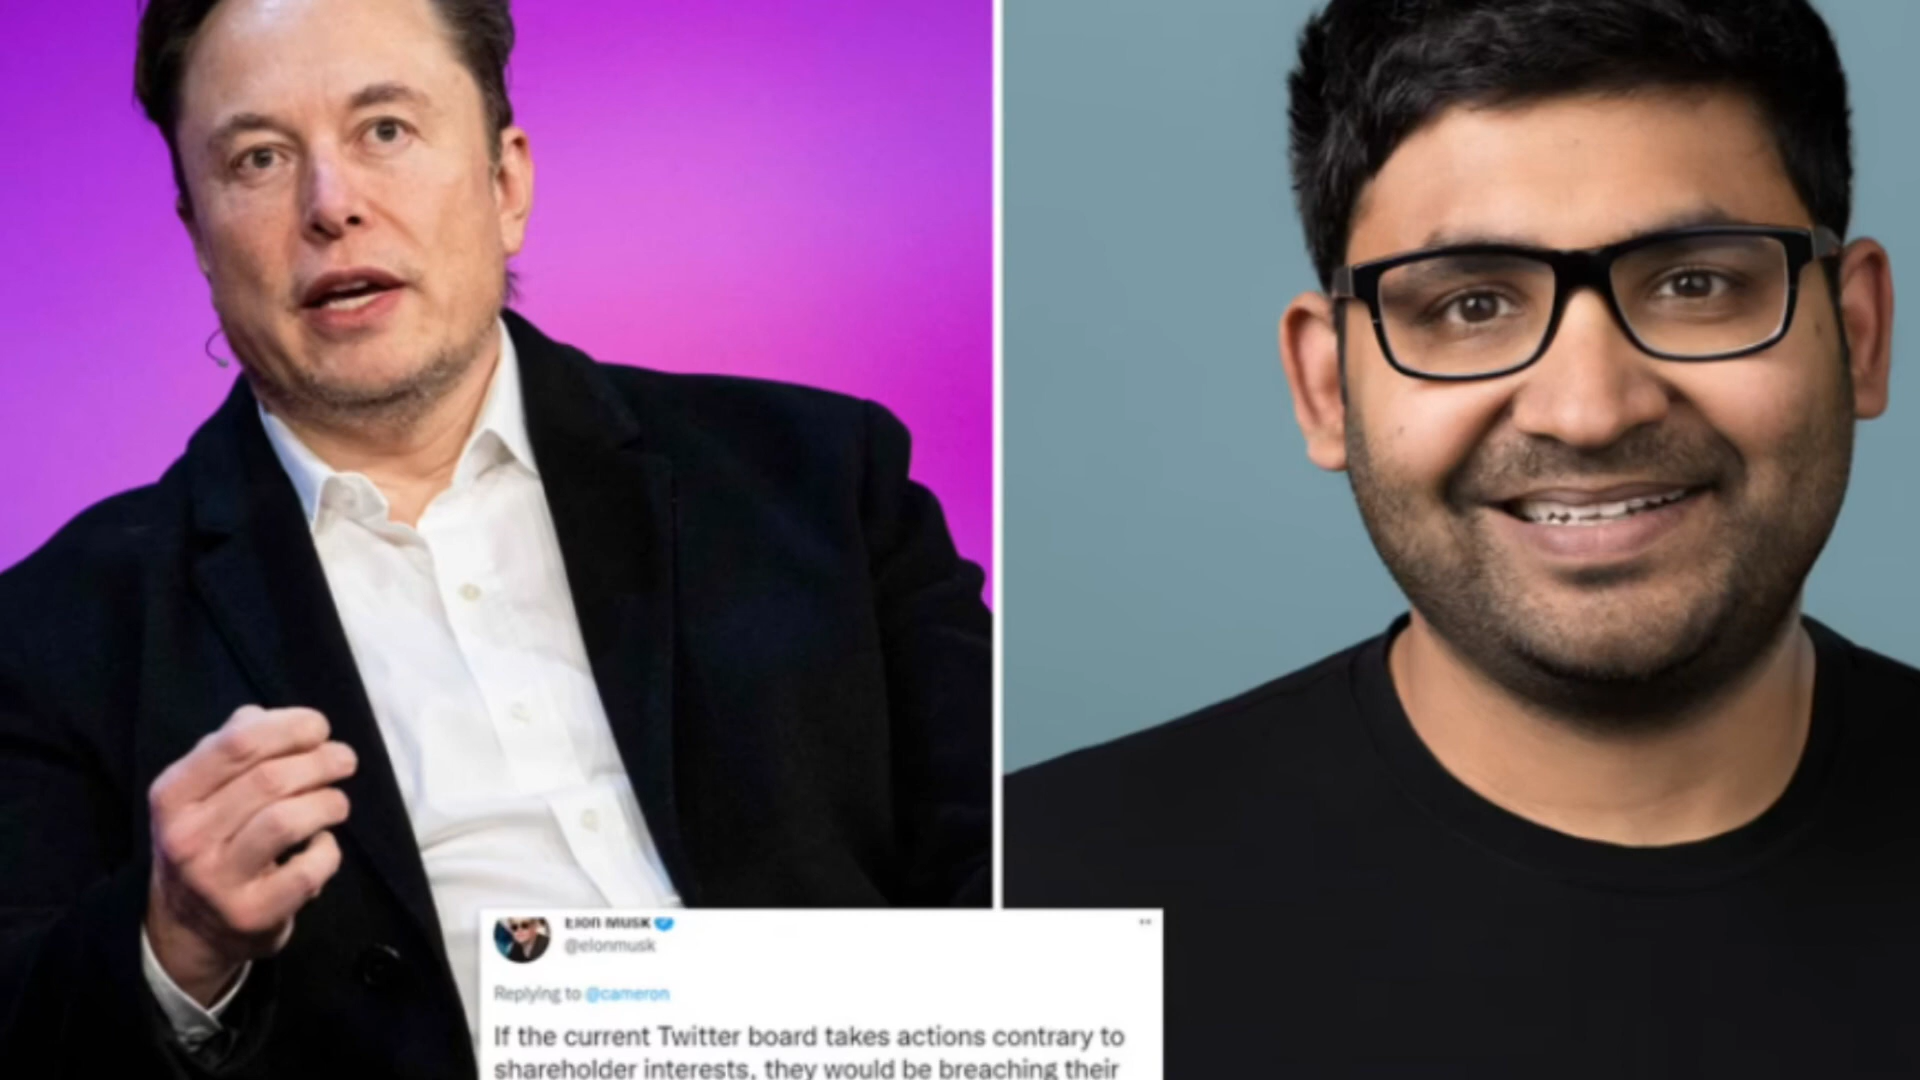 Elon Musk
@elonmusk
Replying to @cameron
If the current Twitter board takes actions contrary to
shareholder interests, they would be breaching their